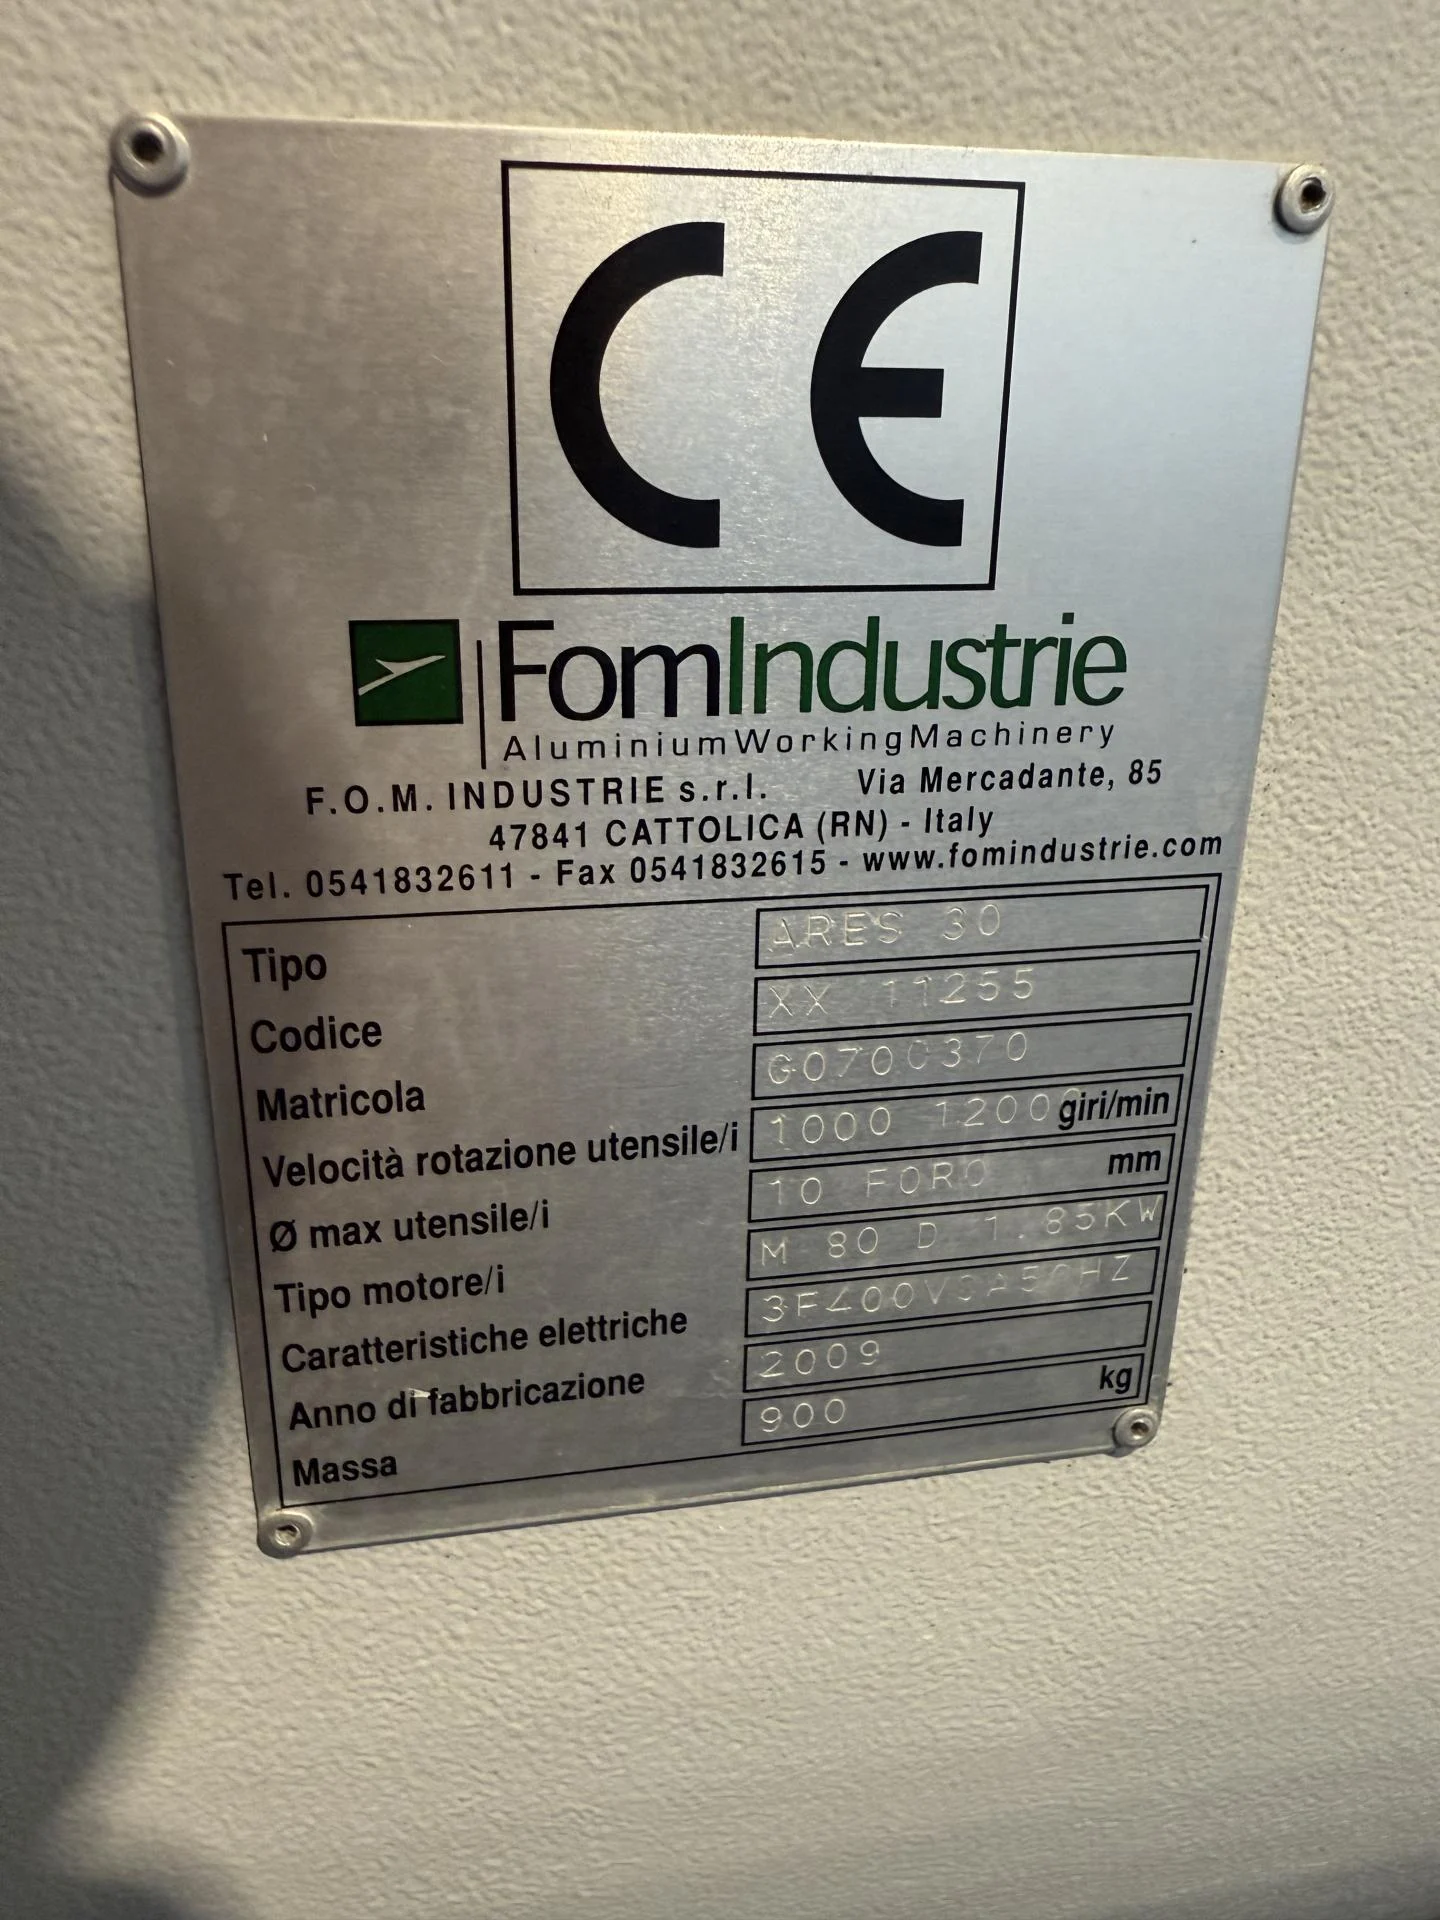 CE
FomIndustrie
AluminiumWorkingMachinery
F.O.M. INDUSTRIE s.r.l. Via Mercadante, 85
47841 CATTOLICA (RN) - Italy
Tel. 0541832611 - Fax 0541832615 - www.fomindustrie.com
Tipo ARES 30
Codice XX 11255
Matricola G0700370
Velocità rotazione utensile/i 1000 giri/min
Ø max utensile/i 10 FORO mm
Tipo motore/i M 80 D 1.85KW
Caratteristiche elettriche
Anno di fabbricazione 2009
Massa 900 kg